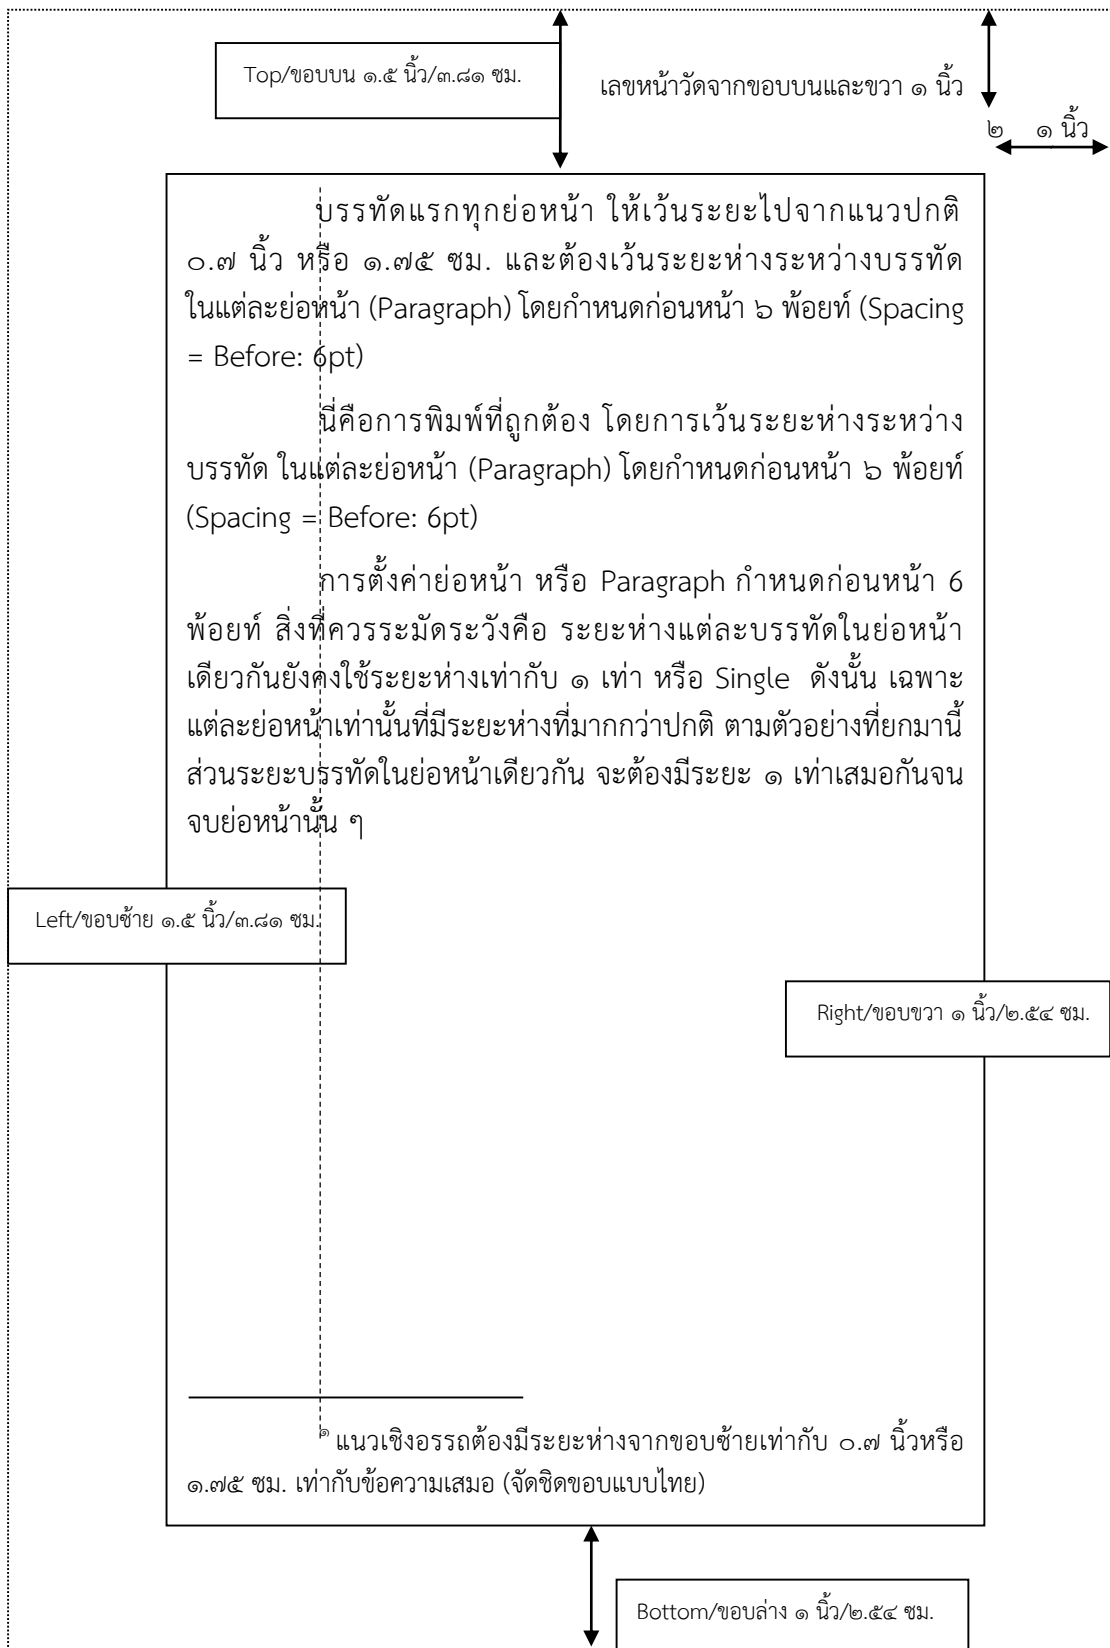 Top/ขอบบน ๑.๕ นิ้ว/๓.๘๑ ซม.
เลขหน้าวัดจากขอบบนและขวา ๑ นิ้ว
๒ ๑ นิ้ว
บรรทัดแรกทุกย่อหน้า ให้เว้นระยะไปจากแนวปกติ
๐.๗ นิ้ว หรือ ๑.๗๕ ซม. และต้องเว้นระยะห่างระหว่างบรรทัด
ในแต่ละย่อหน้า (Paragraph) โดยกำหนดก่อนหน้า ๖ พ้อยท์ (Spacing
= Before: 6pt)
นี่คือการพิมพ์ที่ถูกต้อง โดยการเว้นระยะห่างระหว่าง
บรรทัด ในแต่ละย่อหน้า (Paragraph) โดยกำหนดก่อนหน้า ๖ พ้อยท์
(Spacing = Before: 6pt)
การตั้งค่าย่อหน้า หรือ Paragraph กำหนดก่อนหน้า 6
พ้อยท์ สิ่งที่ควรระมัดระวังคือ ระยะห่างแต่ละบรรทัดในย่อหน้า
เดียวกันยังคงใช้ระยะห่างเท่ากับ ๑ เท่า หรือ Single ดังนั้น เฉพาะ
แต่ละย่อหน้าเท่านั้นที่มีระยะห่างที่มากกว่าปกติ ตามตัวอย่างที่ยกมานี้
ส่วนระยะบรรทัดในย่อหน้าเดียวกัน จะต้องมีระยะ ๑ เท่าเสมอกันจน
จบย่อหน้านั้น ๆ
Left/ขอบซ้าย ๑.๕ นิ้ว/๓.๘๑ ซม.
Right/ขอบขวา ๑ นิ้ว/๒.๕๔ ซม.
๑ แนวเชิงอรรถต้องมีระยะห่างจากขอบซ้ายเท่ากับ ๐.๗ นิ้วหรือ
๑.๗๕ ซม. เท่ากับข้อความเสมอ (จัดชิดขอบแบบไทย)
Bottom/ขอบล่าง ๑ นิ้ว/๒.๕๔ ซม.